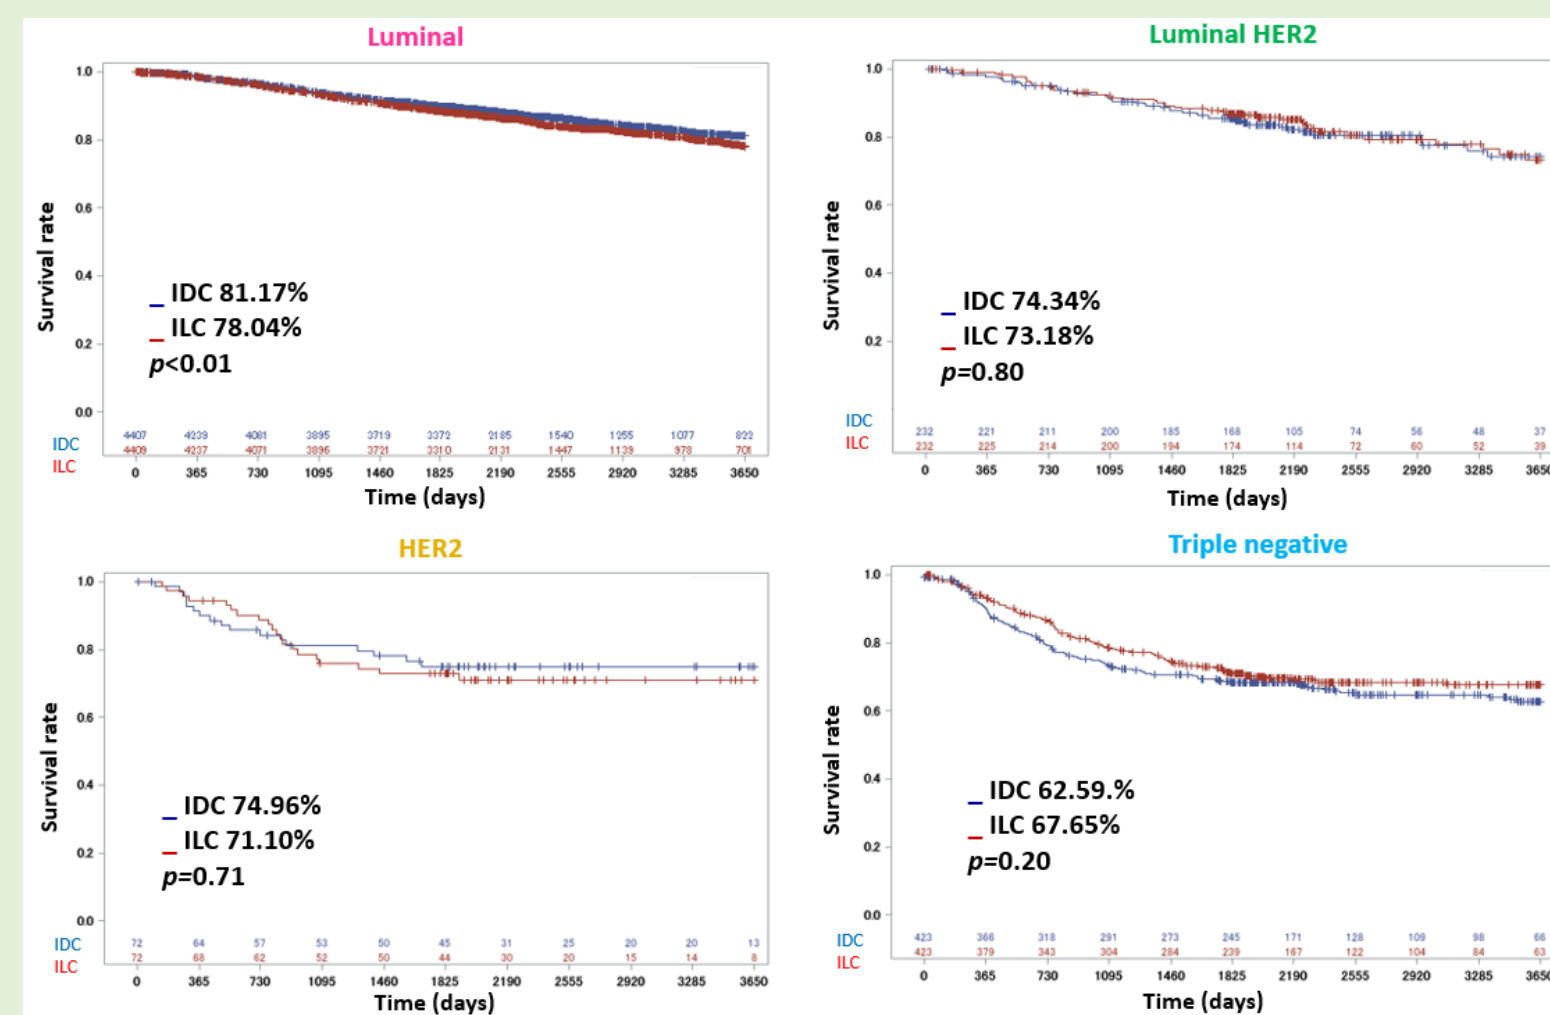 Luminal
1.0
0.8
0.6
0.4
0.2
0.0
Survival rate
_ IDC 81.17%
_ ILC 78.04%
p<0.01
IDC 4407 4239 4081 3895 3719 3372 2185 1540 1255 1077 822
ILC 4409 4237 4071 3896 3721 3310 2131 1447 1139 978 701
0 365 730 1095 1460 1825 2190 2555 2920 3285 3650
Time (days)
Luminal HER2
1.0
0.8
0.6
0.4
0.2
Survival rate
_ IDC 74.34%
_ ILC 73.18%
p=0.80
IDC 232 221 211 200 185 168 105 74 56 48 37
ILC 232 225 214 200 194 174 114 72 60 52 39
0 365 730 1095 1460 1825 2190 2555 2920 3285 3650
Time (days)
HER2
1.0
0.8
0.6
0.4
0.2
0.0
Survival rate
_ IDC 74.96%
_ ILC 71.10%
p=0.71
IDC 72 64 57 53 50 45 31 25 20 20 13
ILC 72 68 62 52 50 44 30 20 15 14 8
0 365 730 1095 1460 1825 2190 2555 2920 3285 3650
Time (days)
Triple negative
1.0
0.8
0.6
0.4
0.2
0.0
Survival rate
_ IDC 62.59.%
_ ILC 67.65%
p=0.20
IDC 423 366 318 291 273 245 171 128 109 98 66
ILC 423 379 343 304 284 239 167 122 104 84 63
0 365 730 1095 1460 1825 2190 2555 2920 3285 3650
Time (days)